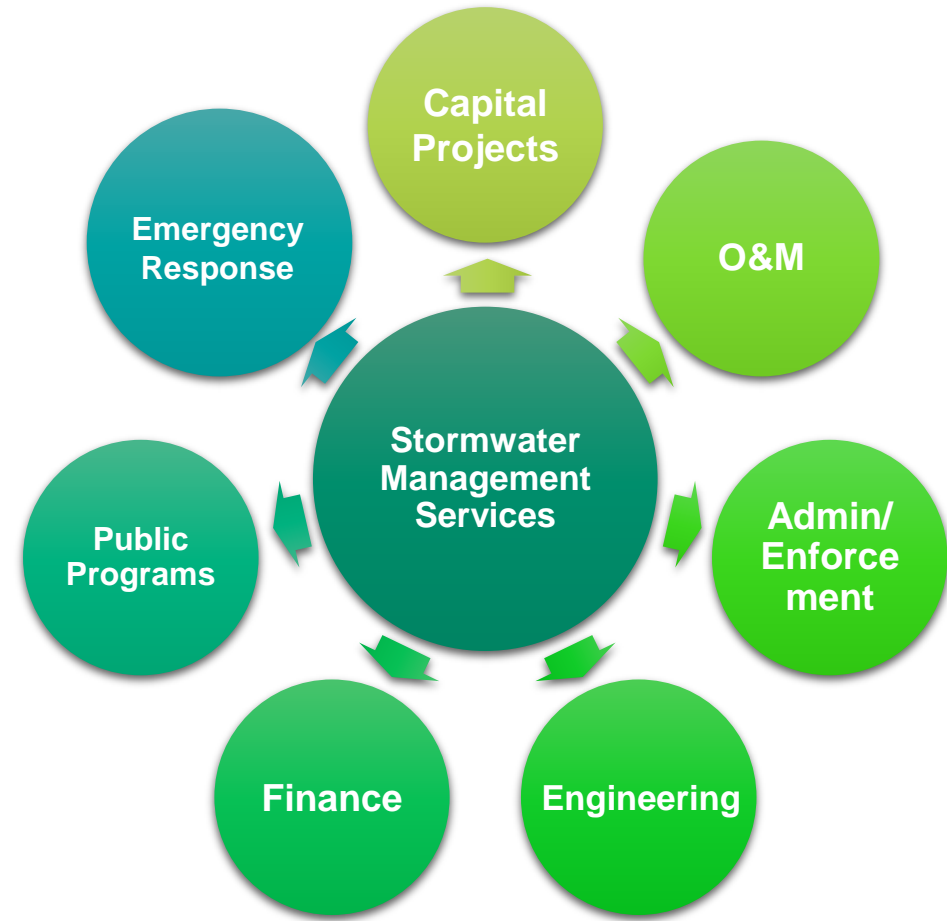 Capital
Projects
Emergency
Response
O&M
Stormwater
Management
Services
Public
Programs
Admin/
Enforce
ment
Finance
Engineering